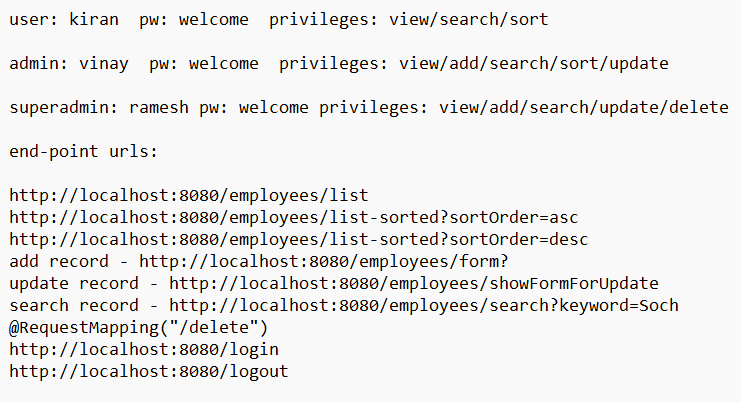 user: kiran  pw: welcome  privileges: view/search/sort
admin: vinay  pw: welcome  privileges: view/add/search/sort/update
superadmin: ramesh pw: welcome privileges: view/add/search/update/delete
end-point urls:
http://localhost:8080/employees/list
http://localhost:8080/employees/list-sorted?sortOrder=asc
http://localhost:8080/employees/list-sorted?sortOrder=desc
add record - http://localhost:8080/employees/form?
update record - http://localhost:8080/employees/showFormForUpdate
search record - http://localhost:8080/employees/search?keyword=Soch
@RequestMapping("/delete")
http://localhost:8080/login
http://localhost:8080/logout